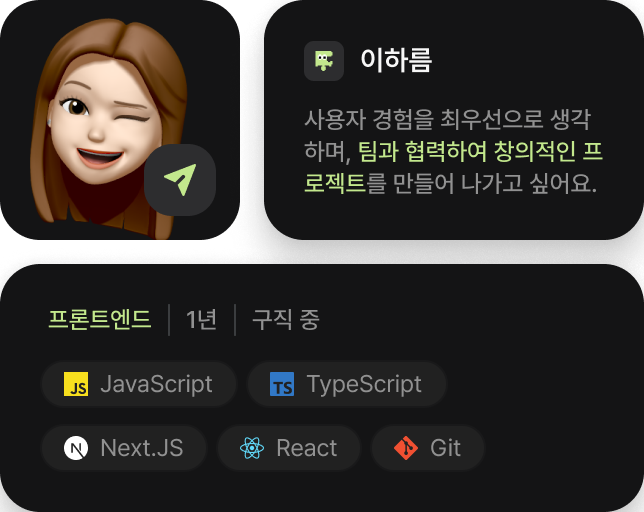 이하름
사용자 경험을 최우선으로 생각
하며, 팀과 협력하여 창의적인 프
로젝트를 만들어 나가고 싶어요.
프론트엔드 1년 구직 중
JS JavaScript TS TypeScript
N Next.JS React Git